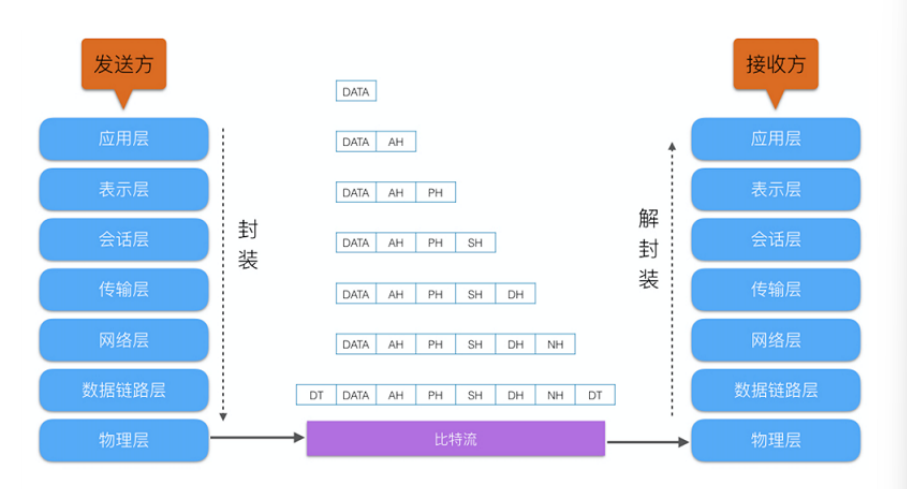 发送方
接收方
DATA
应用层
DATA AH
应用层
表示层
DATA AH PH
表示层
封装
解封装
会话层
DATA AH PH SH
会话层
传输层
DATA AH PH SH DH
传输层
网络层
DATA AH PH SH DH NH
网络层
数据链路层
DT DATA AH PH SH DH NH DT
数据链路层
物理层
比特流
物理层